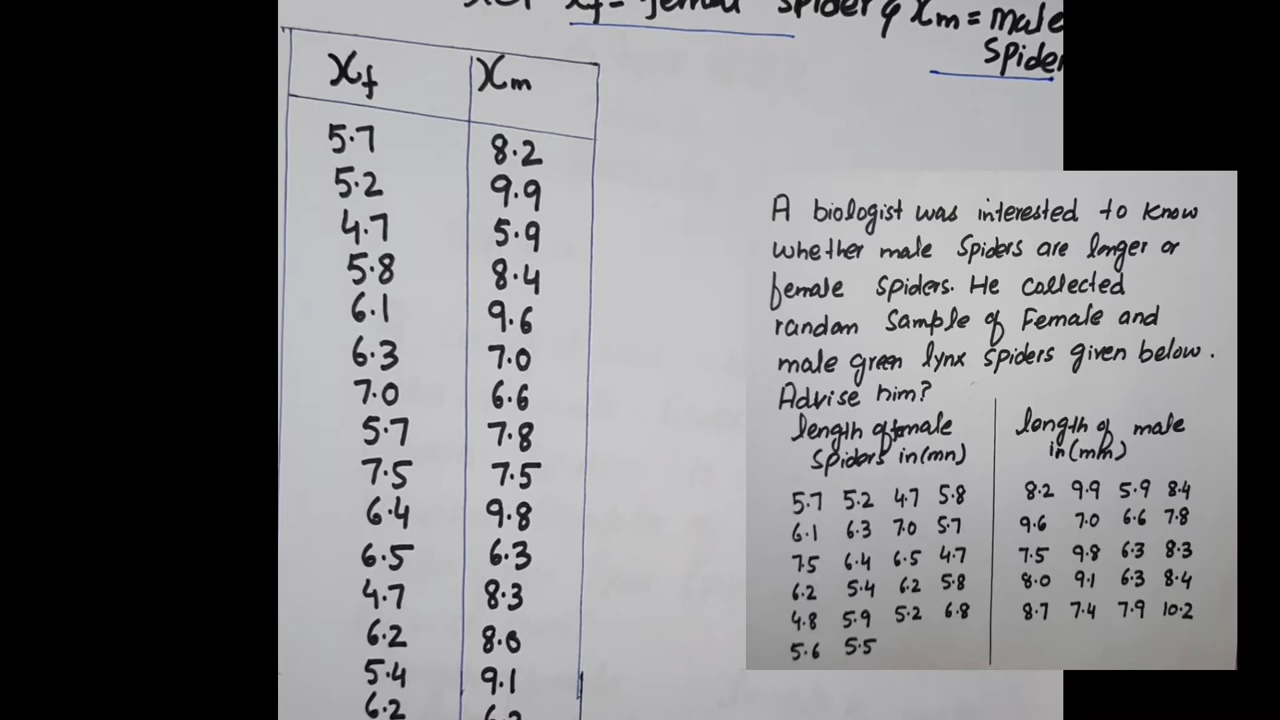 xf = female spider & xm = male
spider
xf xm
5.7 8.2
5.2 9.9
4.7 5.9
5.8 8.4
6.1 9.6
6.3 7.0
7.0 6.6
5.7 7.8
7.5 7.5
6.4 9.8
6.5 6.3
4.7 8.3
6.2 8.0
5.4 9.1
6.2 6.3
A biologist was interested to know
whether male spiders are longer or
female spiders. He collected
random sample of Female and
male green lynx spiders given below.
Advise him?
length of female
spiders in (mm)
5.7 5.2 4.7 5.8
6.1 6.3 7.0 5.7
7.5 6.4 6.5 4.7
6.2 5.4 6.2 5.8
4.8 5.9 5.2 6.8
5.6 5.5
length of male
in (mm)
8.2 9.9 5.9 8.4
9.6 7.0 6.6 7.8
7.5 9.8 6.3 8.3
8.0 9.1 6.3 8.4
8.7 7.4 7.9 10.2